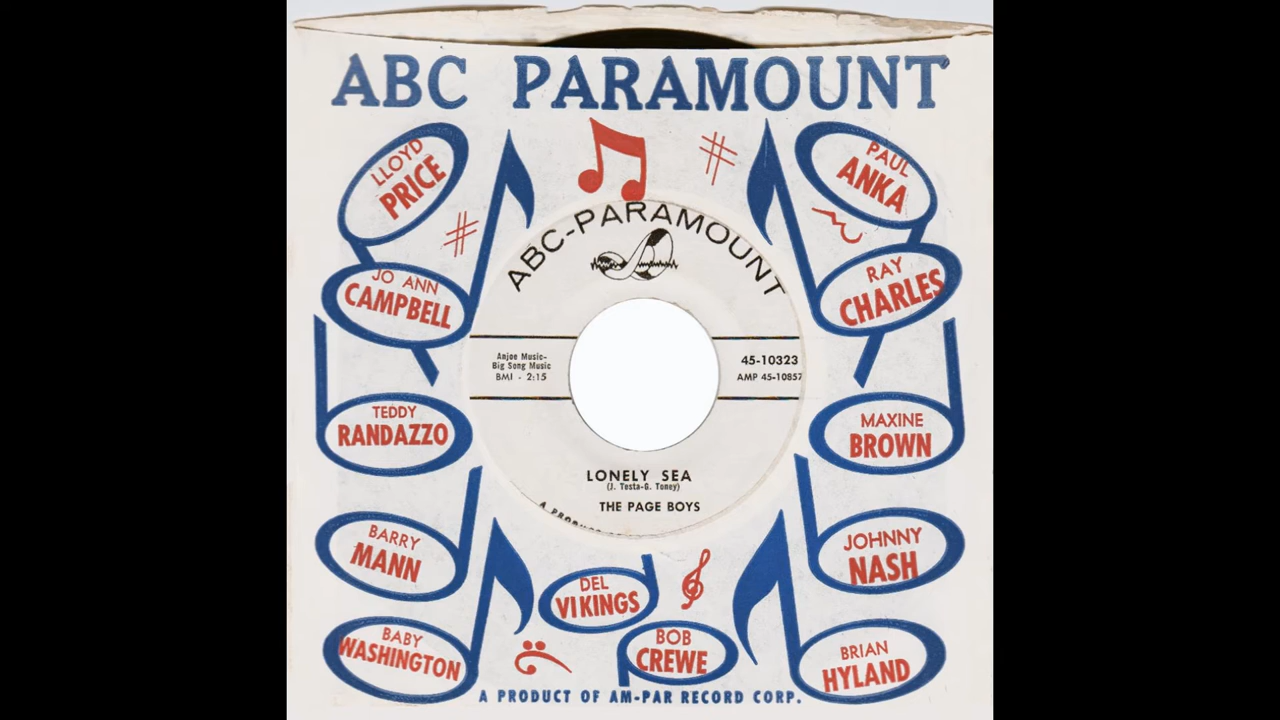 ABC PARAMOUNT
LLOYD
PRICE
PAUL
ANKA
JO ANN
CAMPBELL
RAY
CHARLES
ABC-PARAMOUNT
Anjoe Music-
Big Song Music
BMI - 2:15
45-10323
AMP 45-10857
TEDDY
RANDAZZO
MAXINE
BROWN
LONELY SEA
(J. Testa-G. Toney)
THE PAGE BOYS
BARRY
MANN
JOHNNY
NASH
DEL
VIKINGS
BOB
CREWE
BABY
WASHINGTON
BRIAN
HYLAND
A PRODUCT OF AM-PAR RECORD CORP.